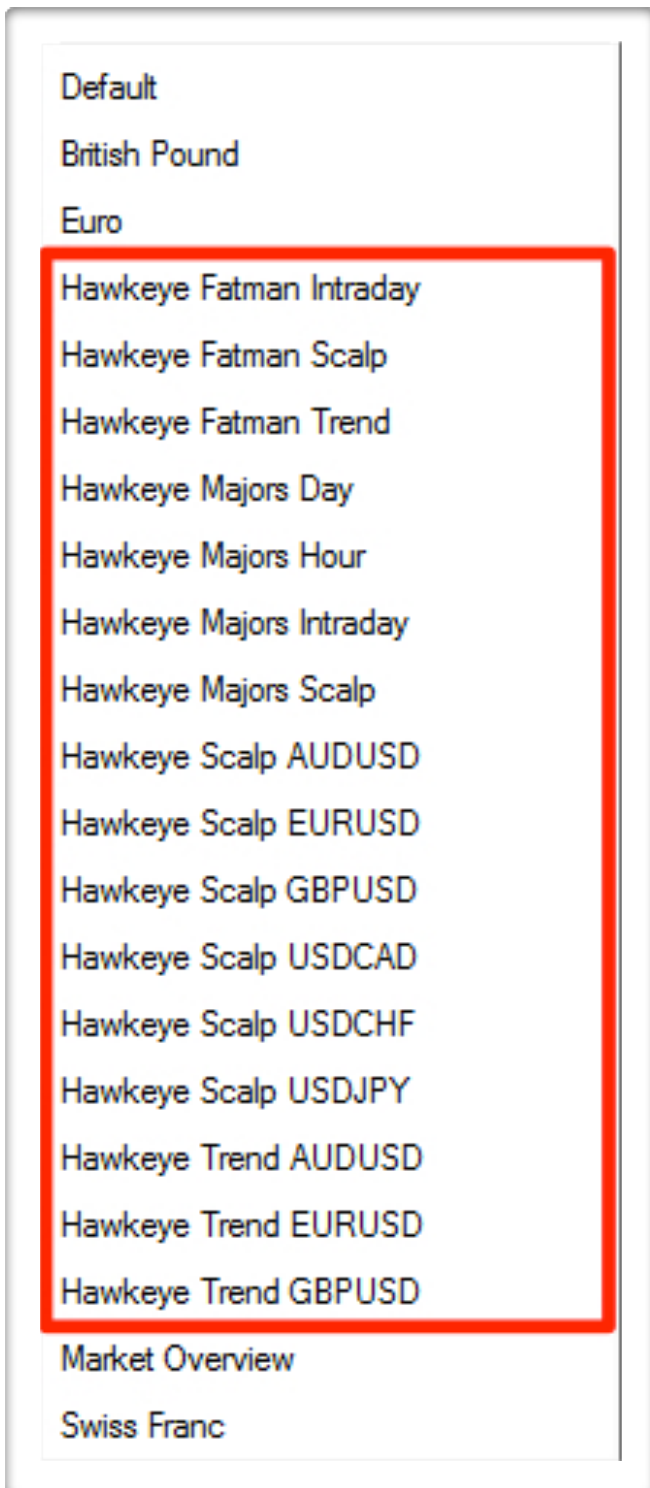 Default
British Pound
Euro
Hawkeye Fatman Intraday
Hawkeye Fatman Scalp
Hawkeye Fatman Trend
Hawkeye Majors Day
Hawkeye Majors Hour
Hawkeye Majors Intraday
Hawkeye Majors Scalp
Hawkeye Scalp AUDUSD
Hawkeye Scalp EURUSD
Hawkeye Scalp GBPUSD
Hawkeye Scalp USDCAD
Hawkeye Scalp USDCHF
Hawkeye Scalp USDJPY
Hawkeye Trend AUDUSD
Hawkeye Trend EURUSD
Hawkeye Trend GBPUSD
Market Overview
Swiss Franc